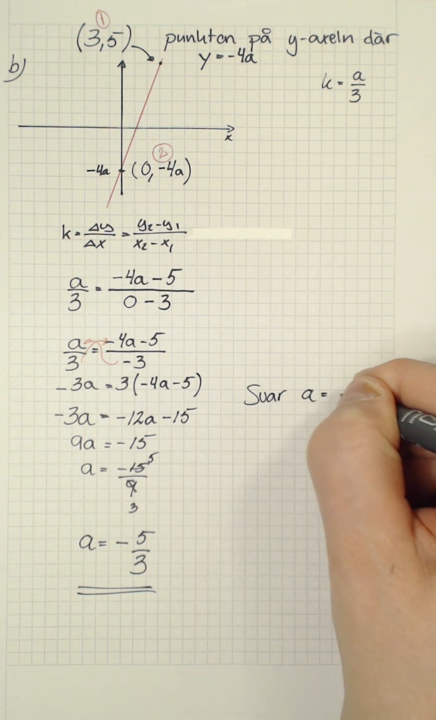 ①
(3,5) punkten på y-axeln där
b) y = -4a
k = a/3
x
②
-4a (0, -4a)
k = Δy/Δx = (y₂-y₁)/(x₂-x₁)
a/3 = (-4a-5)/(0-3)
a/3 = (-4a-5)/-3
-3a = 3(-4a-5) Svar a = -
-3a = -12a -15
9a = -15
a = -15/9 5 3
a = - 5/3